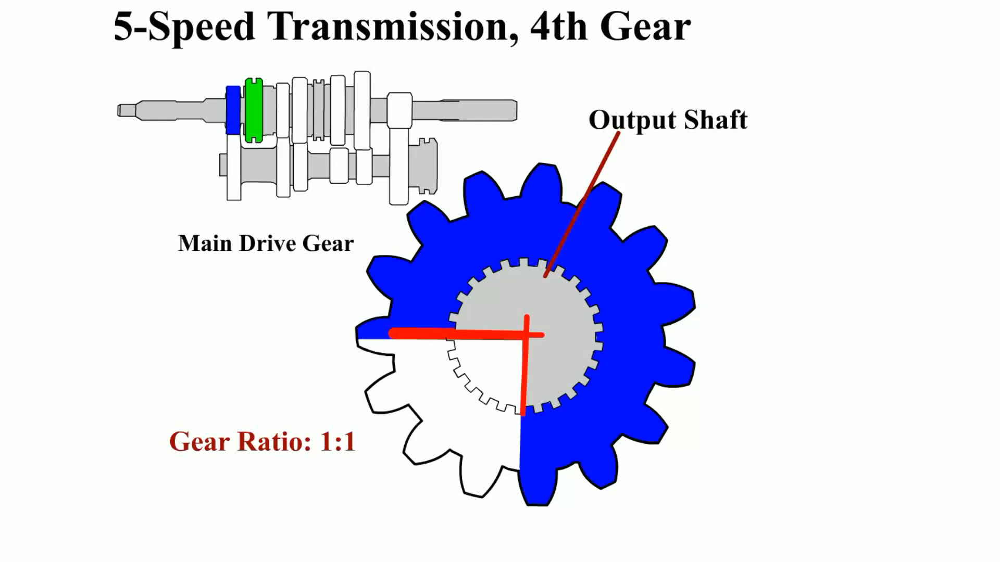 5-Speed Transmission, 4th Gear
Output Shaft
Main Drive Gear
Gear Ratio: 1:1